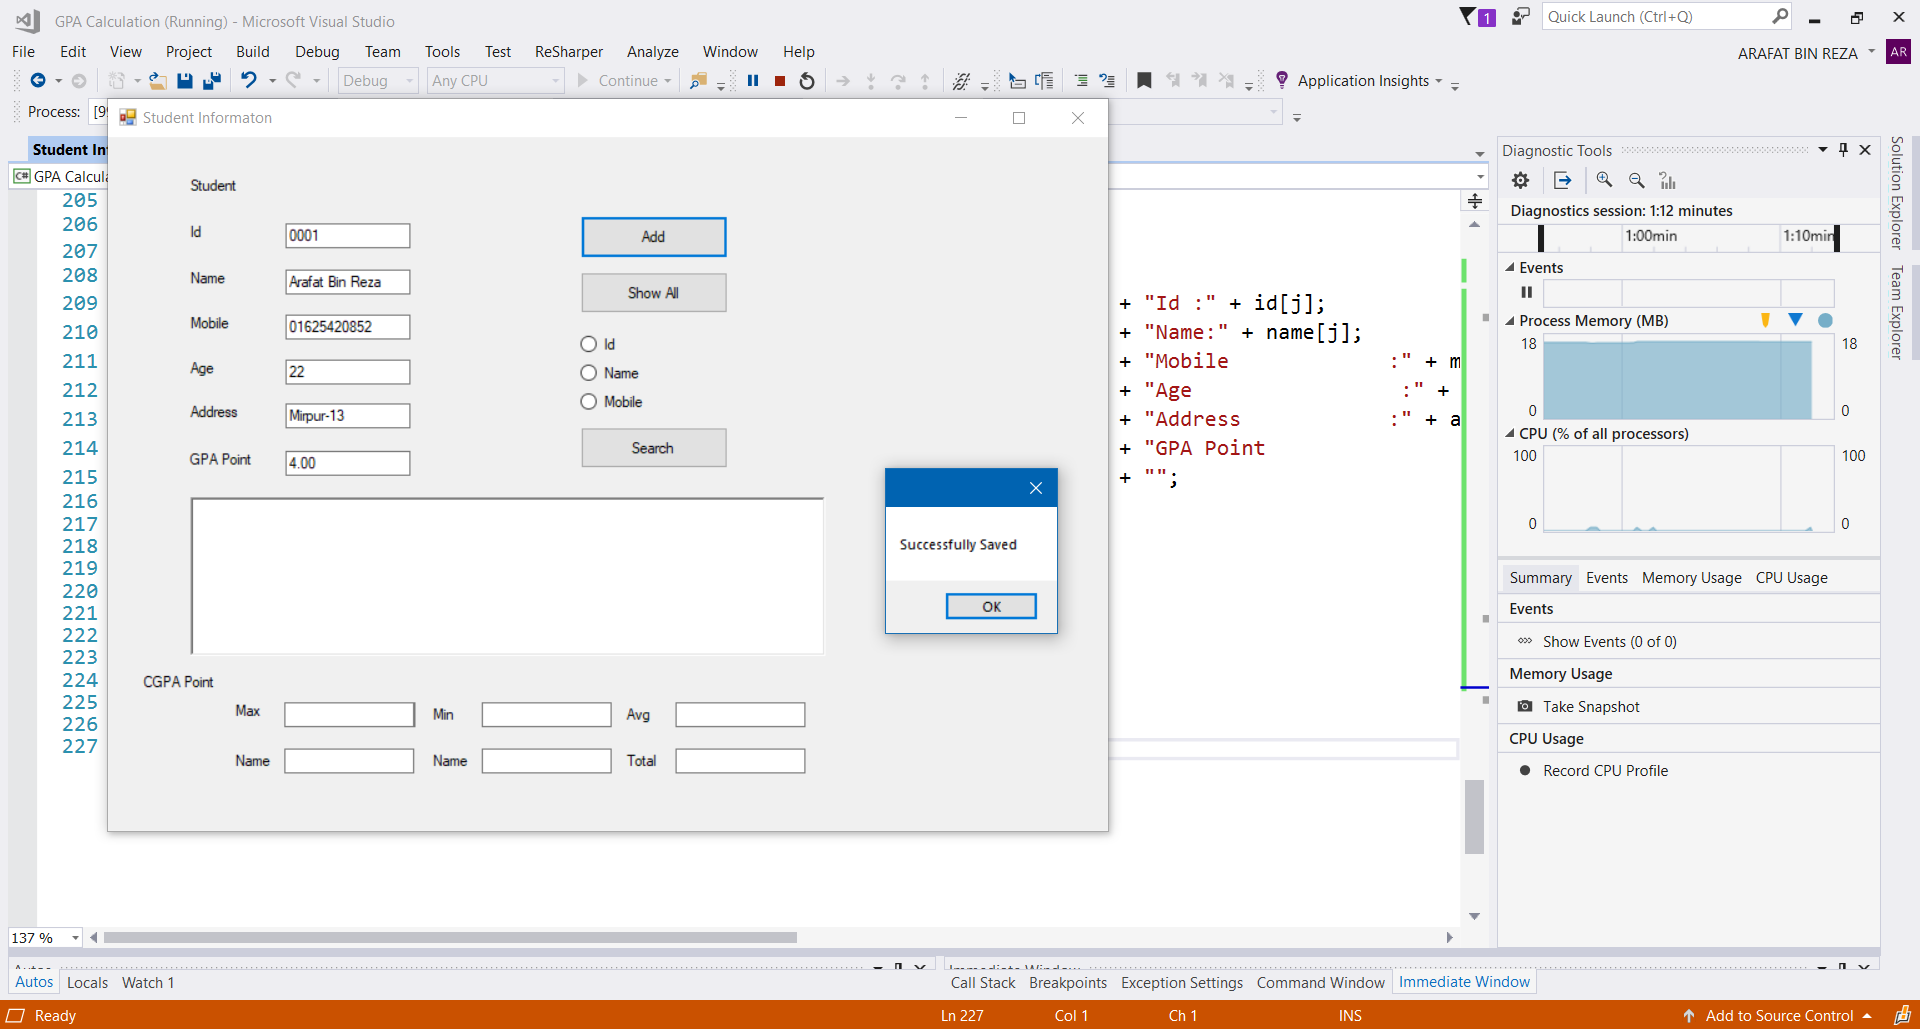 GPA Calculation (Running) - Microsoft Visual Studio
1
Quick Launch (Ctrl+Q)
File Edit View Project Build Debug Team Tools Test ReSharper Analyze Window Help
ARAFAT BIN REZA AR
Debug Any CPU Continue Application Insights
Process:
Student Informaton
Student
Id 0001
Name Arafat Bin Reza
Mobile 01625420852
Age 22
Address Mirpur-13
GPA Point 4.00
Add
Show All
Id
Name
Mobile
Search
Successfully Saved
OK
CGPA Point
Max Min Avg
Name Name Total
GPA Calcula
205
206
207
208
209 + "Id :" + id[j];
210 + "Name:" + name[j];
211 + "Mobile :" + m
212 + "Age :" +
213 + "Address :" + a
214 + "GPA Point
215 + "";
216
217
218
219
220
221
222
223
224
225
226
227
Diagnostic Tools
Diagnostics session: 1:12 minutes
1:00min 1:10min
Events
Process Memory (MB)
18 18
0 0
CPU (% of all processors)
100 100
0 0
Summary Events Memory Usage CPU Usage
Events
Show Events (0 of 0)
Memory Usage
Take Snapshot
CPU Usage
Record CPU Profile
Solution Explorer
Team Explorer
137 %
Autos Locals Watch 1
Call Stack Breakpoints Exception Settings Command Window Immediate Window
Ready Ln 227 Col 1 Ch 1 INS Add to Source Control